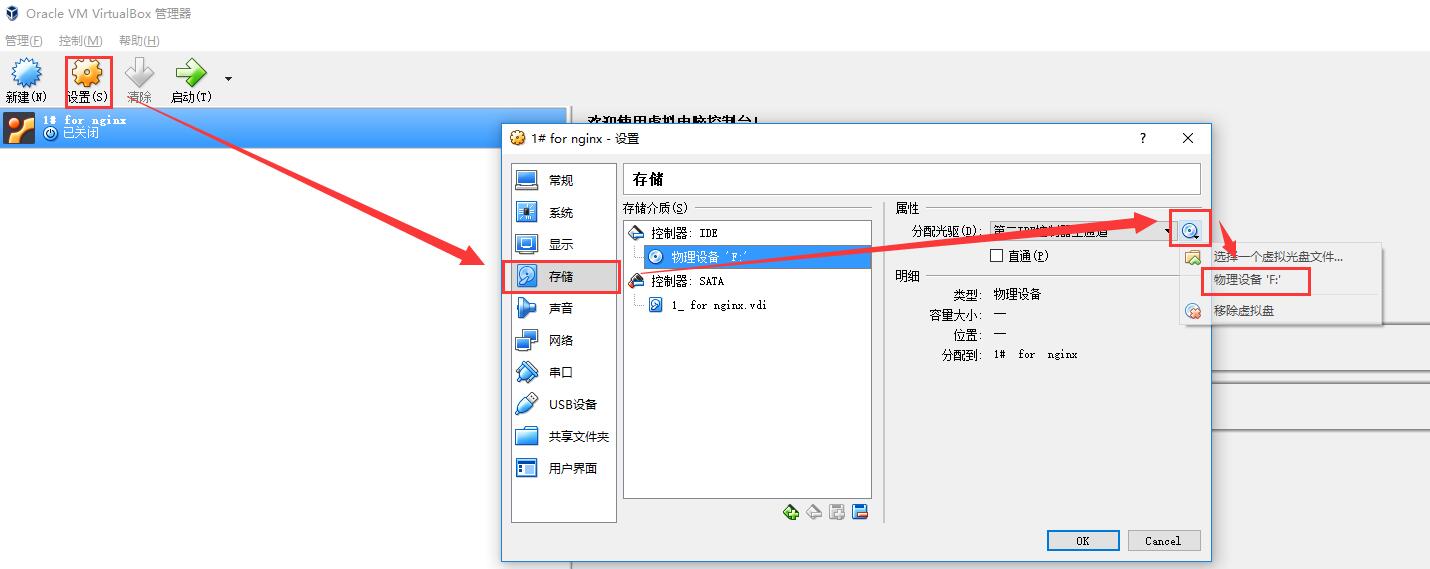 Oracle VM VirtualBox 管理器
管理(F) 控制(M) 帮助(H)
新建(N) 设置(S) 清除 启动(T)
1# for nginx
已关闭
欢迎使用虚拟电脑控制台!
1# for nginx - 设置 ?
常规
系统
显示
存储
声音
网络
串口
USB设备
共享文件夹
用户界面
存储
存储介质(S)
控制器: IDE
物理设备 'F:'
控制器: SATA
1_ for nginx.vdi
属性
分配光驱(D): 第二IDE控制器主通道
直通(P)
明细
类型: 物理设备
容量大小: —
位置: —
分配到: 1# for nginx
选择一个虚拟光盘文件...
物理设备 'F:'
移除虚拟盘
OK Cancel